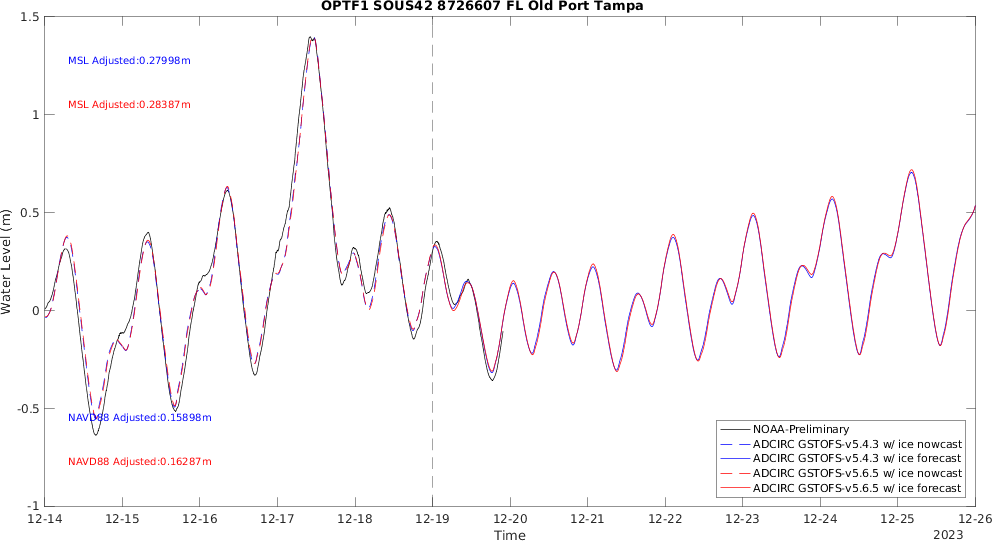 OPTF1 SOUS42 8726607 FL Old Port Tampa
1.5
1
0.5
0
-0.5
-1
Water Level (m)
MSL Adjusted:0.27998m
MSL Adjusted:0.28387m
NAVD88 Adjusted:0.15898m
NAVD88 Adjusted:0.16287m
NOAA-Preliminary
ADCIRC GSTOFS-v5.4.3 w/ ice nowcast
ADCIRC GSTOFS-v5.4.3 w/ ice forecast
ADCIRC GSTOFS-v5.6.5 w/ ice nowcast
ADCIRC GSTOFS-v5.6.5 w/ ice forecast
12-14 12-15 12-16 12-17 12-18 12-19 12-20 12-21 12-22 12-23 12-24 12-25 12-26
Time
2023